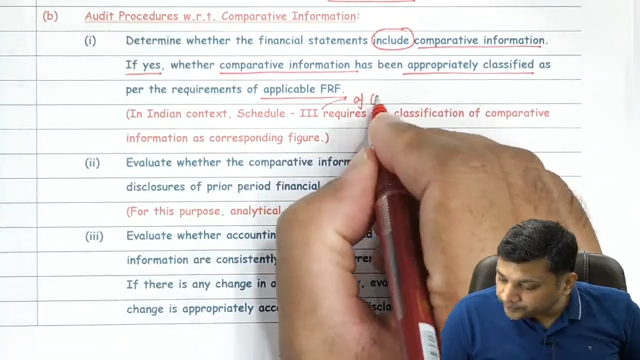 (b) Audit Procedures w.r.t. Comparative Information:
(i) Determine whether the financial statements include comparative information.
If yes, whether comparative information has been appropriately classified as
per the requirements of applicable FRF.
of
(In Indian context, Schedule - III requires classification of comparative
information as corresponding figure.)
(ii) Evaluate whether the comparative
disclosures of prior period financial
(For this purpose, analytical
(iii) Evaluate whether
information are consistently
If there is any change in
change is appropriately